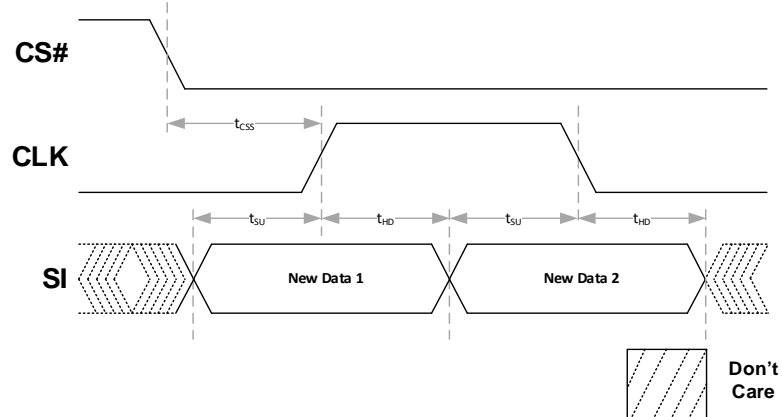 CS#
tCSS
CLK
tSU tHD tSU tHD
SI
New Data 1 New Data 2
Don't
Care